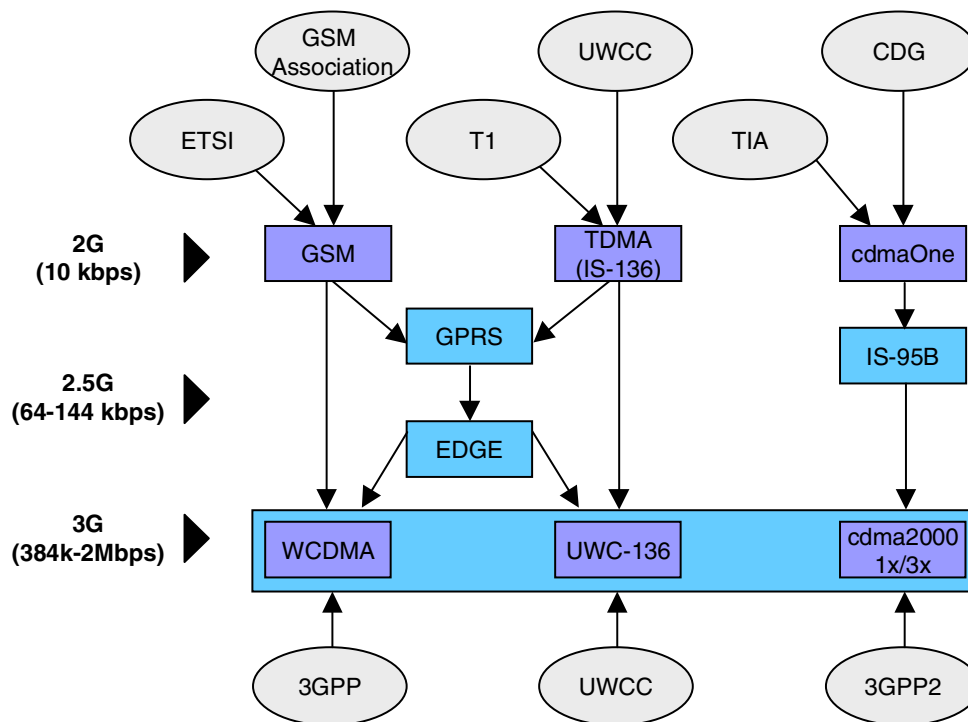 GSM
Association
UWCC
CDG
ETSI
T1
TIA
2G
(10 kbps)
GSM
TDMA
(IS-136)
cdmaOne
GPRS
IS-95B
2.5G
(64-144 kbps)
EDGE
3G
(384k-2Mbps)
WCDMA
UWC-136
cdma2000
1x/3x
3GPP
UWCC
3GPP2